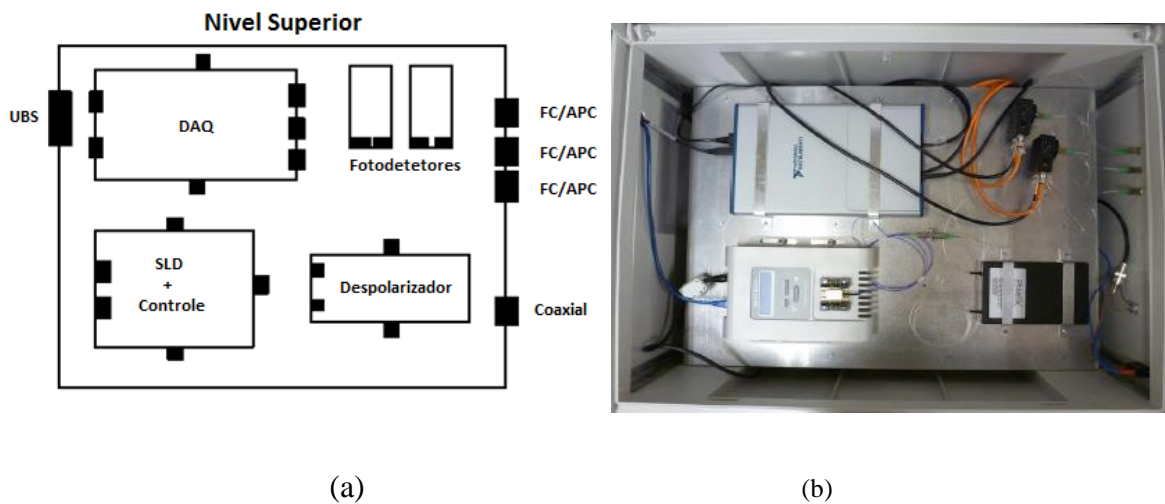 Nivel Superior
UBS
DAQ
Fotodetetores
FC/APC
FC/APC
FC/APC
SLD
+
Controle
Despolarizador
Coaxial
(a)
(b)